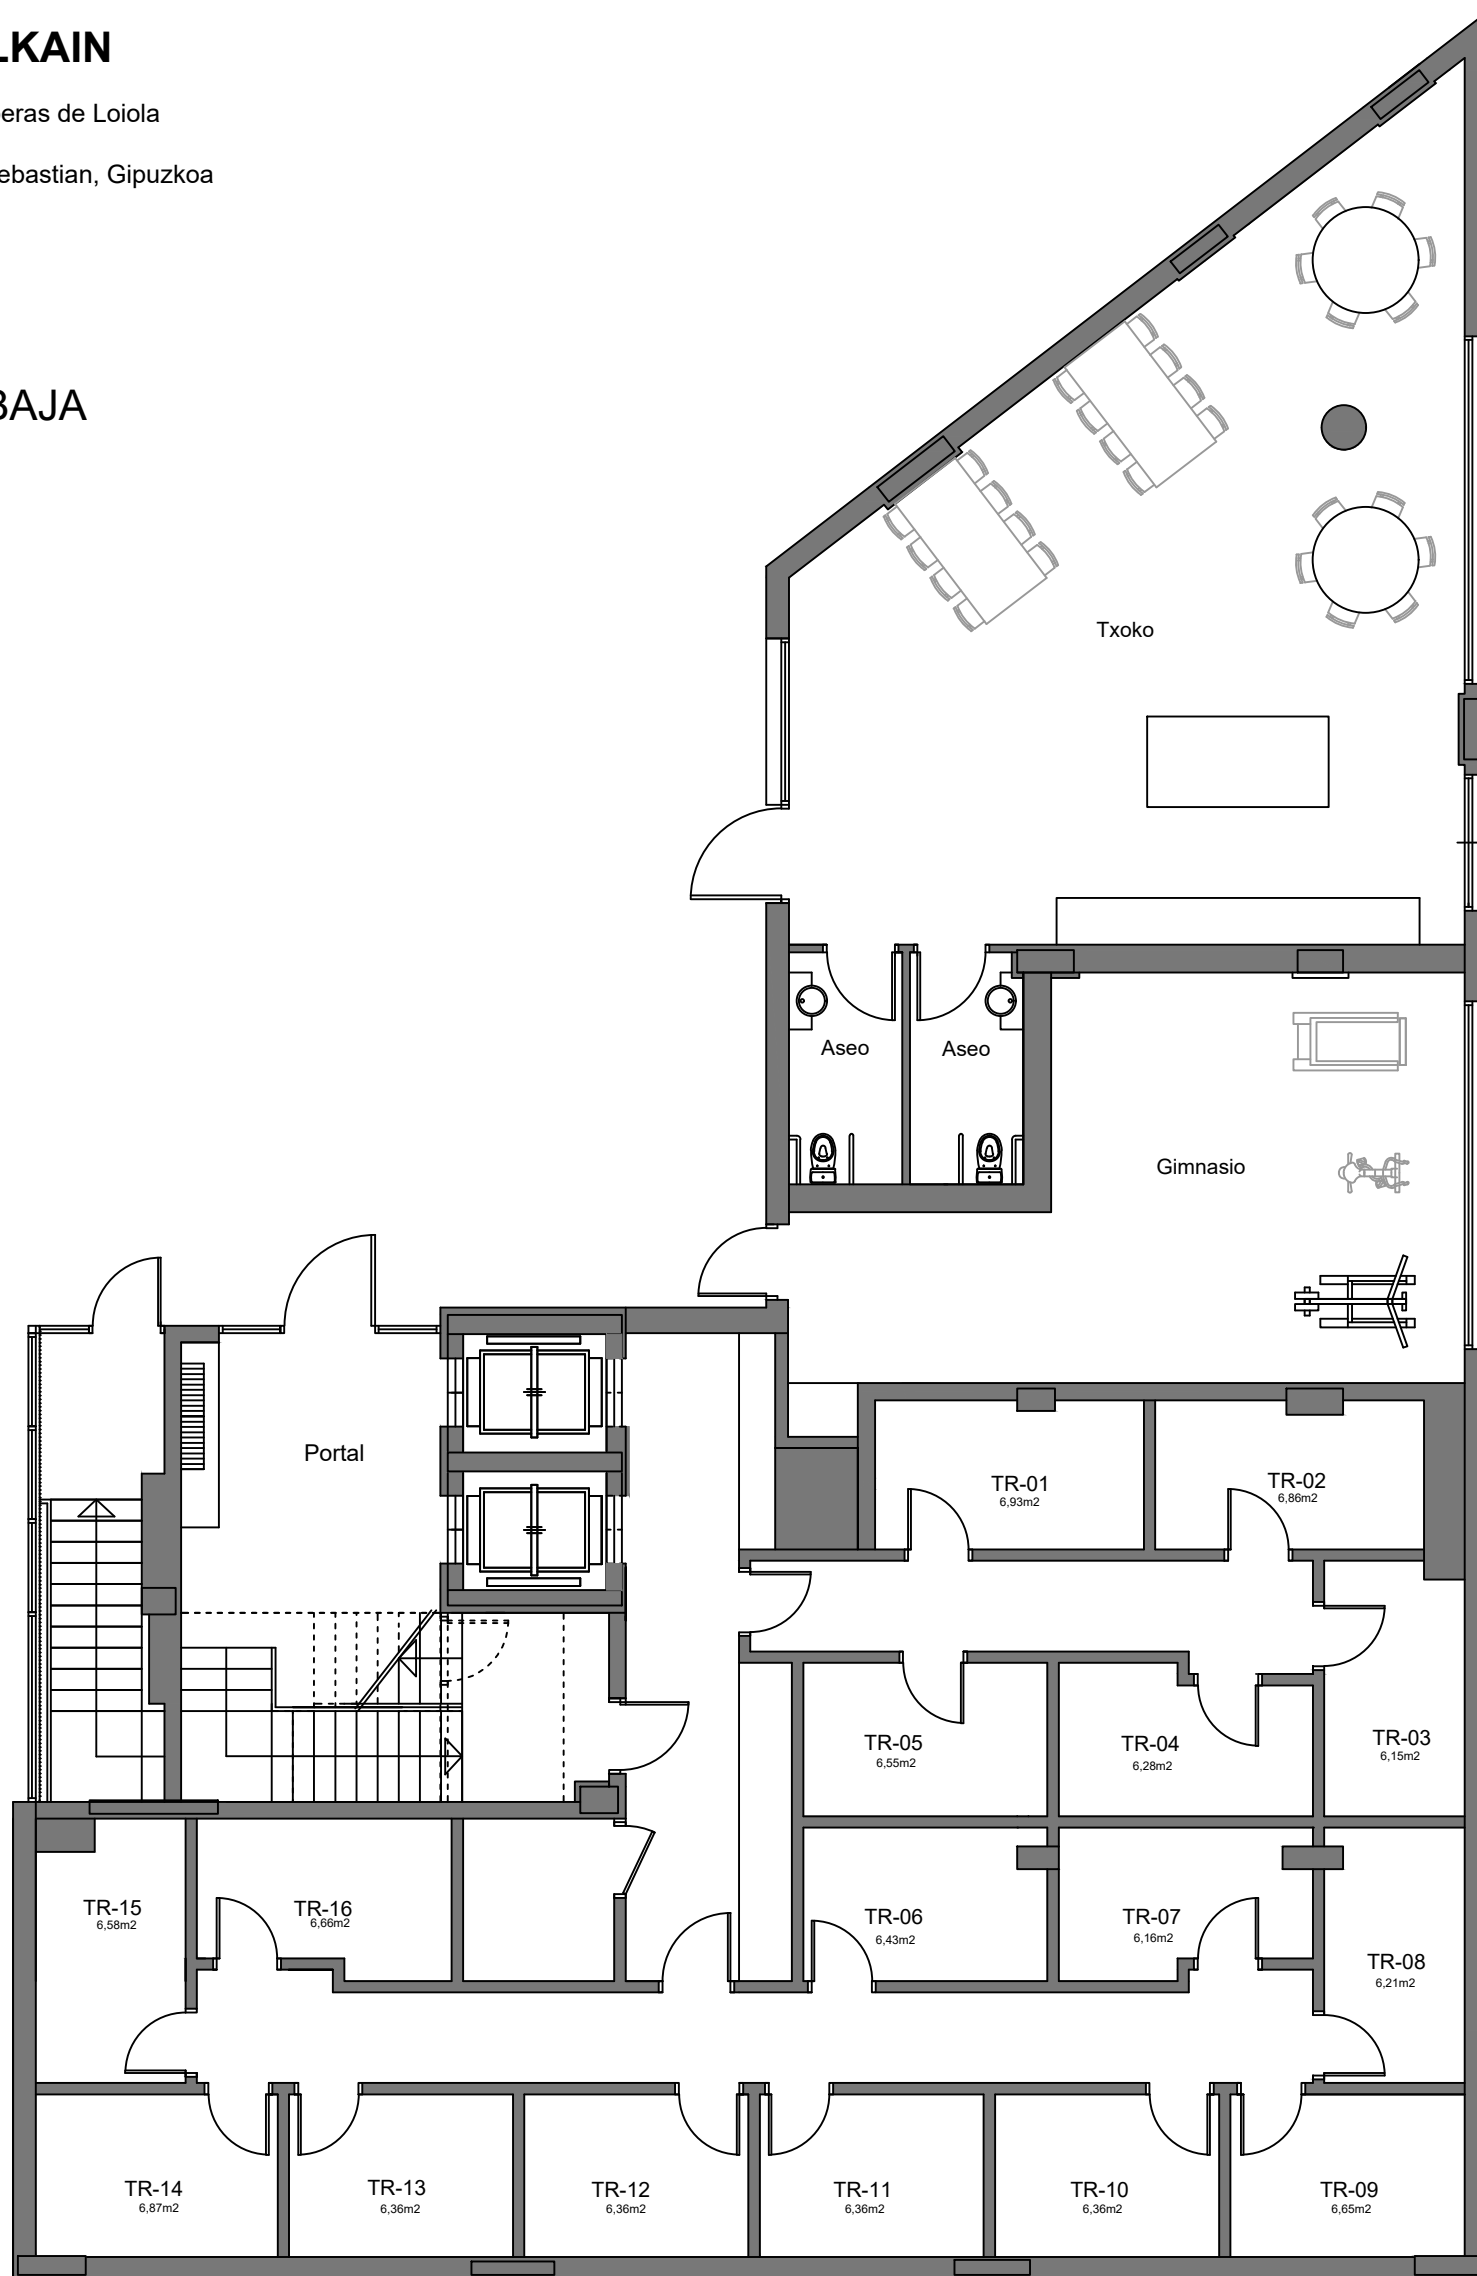 LKAIN
eras de Loiola
ebastian, Gipuzkoa
BAJA
Txoko
Aseo
Aseo
Gimnasio
Portal
TR-01
6,93m2
TR-02
6,86m2
TR-03
6,15m2
TR-04
6,28m2
TR-05
6,55m2
TR-06
6,43m2
TR-07
6,16m2
TR-08
6,21m2
TR-15
6,58m2
TR-16
6,66m2
TR-14
6,87m2
TR-13
6,36m2
TR-12
6,36m2
TR-11
6,36m2
TR-10
6,36m2
TR-09
6,65m2